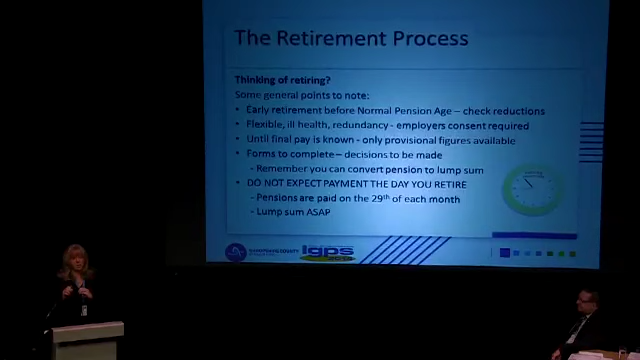 The Retirement Process
Thinking of retiring?
Some general points to note:
• Early retirement before Normal Pension Age – check reductions
• Flexible, ill health, redundancy - employers consent required
• Until final pay is known - only provisional figures available
• Forms to complete – decisions to be made
- Remember you can convert pension to lump sum
• DO NOT EXPECT PAYMENT THE DAY YOU RETIRE
- Pensions are paid on the 29th of each month
- Lump sum ASAP
lgps